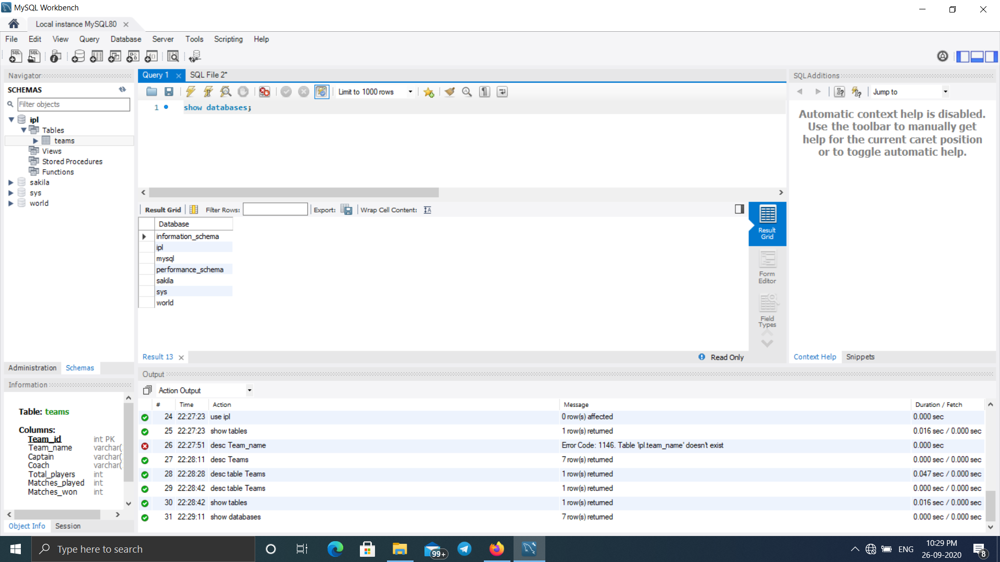 MySQL Workbench
Local instance MySQL80
File Edit View Query Database Server Tools Scripting Help
Navigator
SCHEMAS
Filter objects
ipl
Tables
teams
Views
Stored Procedures
Functions
sakila
sys
world
Administration Schemas
Information
Table: teams
Columns:
Team_id int PK
Team_name varchar(
Captain varchar(
Coach varchar(
Total_players int
Matches_played int
Matches_won int
Object Info Session
Query 1 SQL File 2*
Limit to 1000 rows
1 show databases;
Result Grid Filter Rows: Export: Wrap Cell Content:
Database
information_schema
ipl
mysql
performance_schema
sakila
sys
world
Result Grid
Form Editor
Field Types
Result 13 Read Only
SQLAdditions
Jump to
Automatic context help is disabled.
Use the toolbar to manually get
help for the current caret position
or to toggle automatic help.
Context Help Snippets
Output
Action Output
# Time Action Message Duration / Fetch
24 22:27:23 use ipl 0 row(s) affected 0.000 sec
25 22:27:23 show tables 1 row(s) returned 0.016 sec / 0.000 sec
26 22:27:51 desc Team_name Error Code: 1146. Table 'ipl.team_name' doesn't exist 0.000 sec
27 22:28:11 desc Teams 7 row(s) returned 0.000 sec / 0.000 sec
28 22:28:28 desc table Teams 1 row(s) returned 0.047 sec / 0.000 sec
29 22:28:42 desc table Teams 1 row(s) returned 0.000 sec / 0.000 sec
30 22:28:42 show tables 1 row(s) returned 0.016 sec / 0.000 sec
31 22:29:11 show databases 7 row(s) returned 0.000 sec / 0.000 sec
Type here to search
99+
ENG
10:29 PM
26-09-2020
8